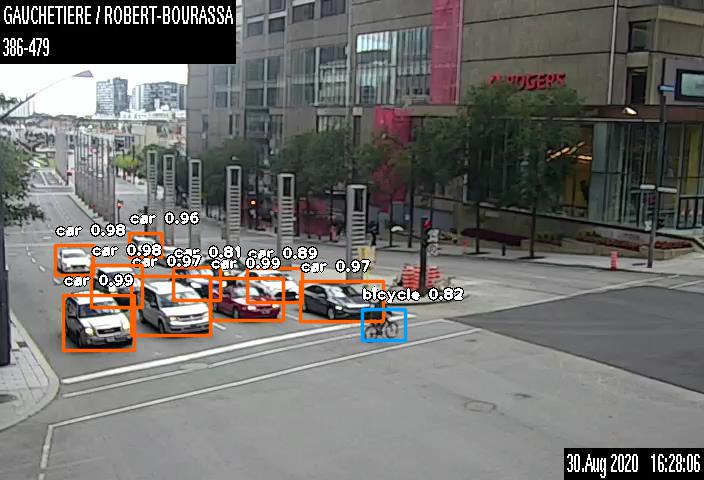 GAUCHETIERE / ROBERT-BOURASSA
386-479
ROGERS
car 0.96
car 0.98
car 0.98
car 0.97
car 0.81
car 0.89
car 0.99
car 0.97
car 0.99
bicycle 0.82
30.Aug 2020 16:28:06